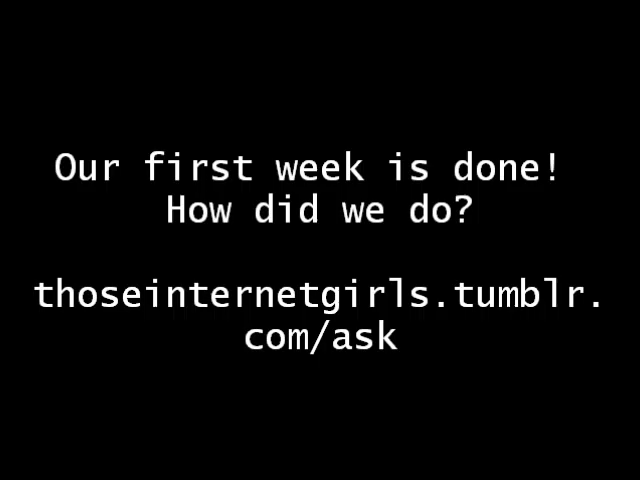 Our first week is done!
How did we do?
thoseinternetgirls.tumblr.
com/ask